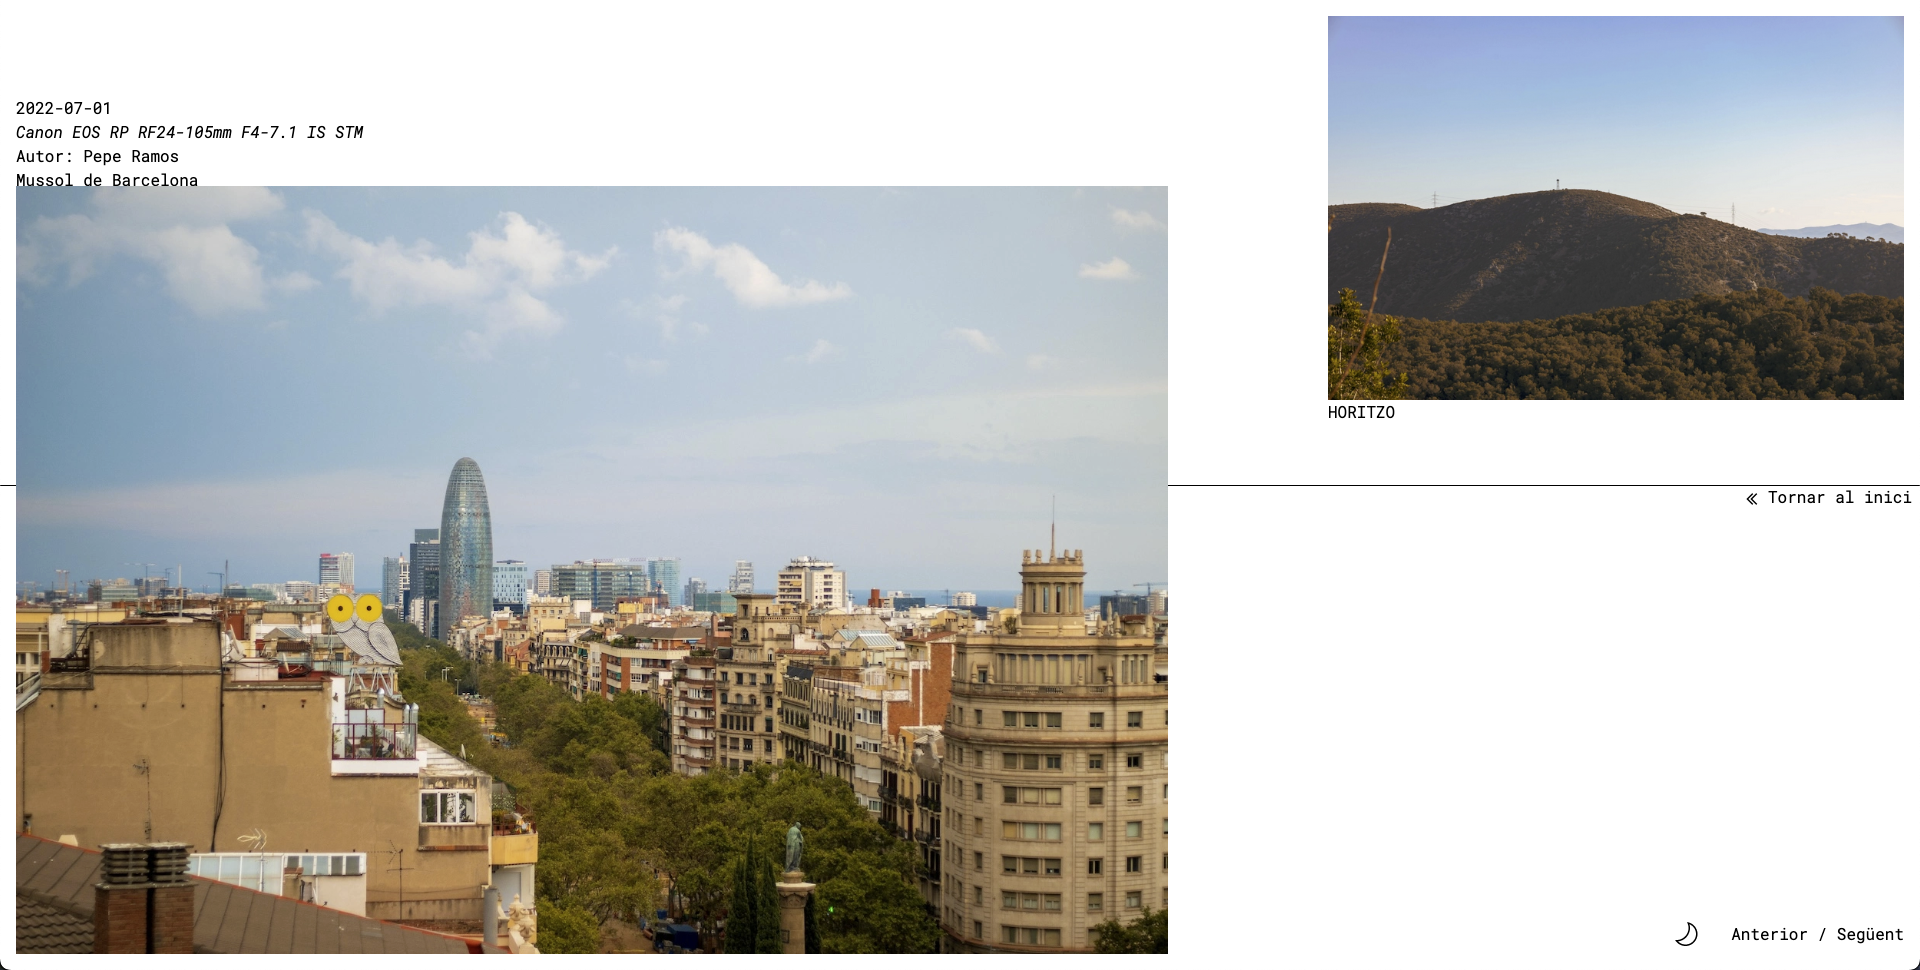 2022-07-01
Canon EOS RP RF24-105mm F4-7.1 IS STM
Autor: Pepe Ramos
Mussol de Barcelona
HORITZO
« Tornar al inici
Anterior / Següent